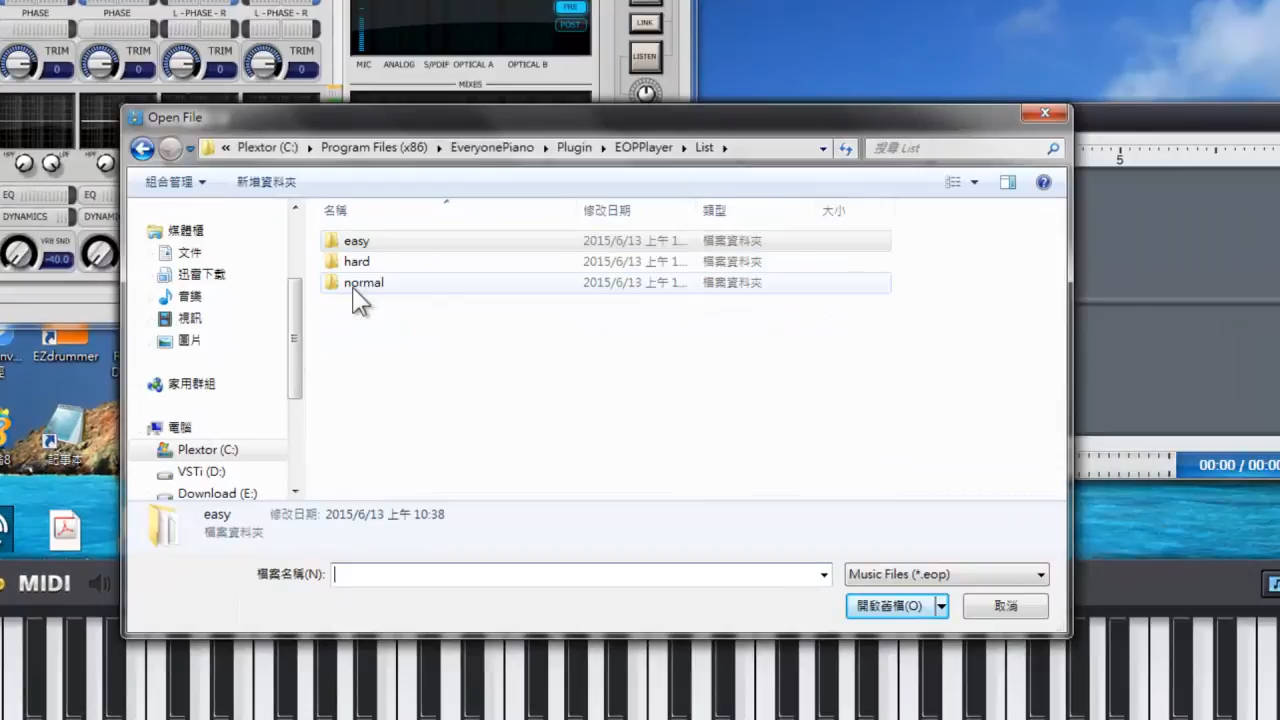 PHASE PHASE L - PHASE - R L - PHASE - R
TRIM 0 TRIM 0 TRIM 0 TRIM 0
PRE
POST
LINK
LISTEN
MIC ANALOG S/PDIF OPTICAL A OPTICAL B
MIXES
Open File
« Plextor (C:) Program Files (x86) EveryonePiano Plugin EOPPlayer List
搜尋 List
組合管理 新增資料夾
名稱 修改日期 類型 大小
easy 2015/6/13 上午 1... 檔案資料夾
hard 2015/6/13 上午 1... 檔案資料夾
normal 2015/6/13 上午 1... 檔案資料夾
媒體櫃
文件
迅雷下载
音樂
視訊
圖片
家用群組
電腦
Plextor (C:)
VSTi (D:)
Download (E:)
easy 修改日期: 2015/6/13 上午 10:38
檔案資料夾
檔案名稱(N):
Music Files (*.eop)
開啟舊檔(O) 取消
EQ EQ
DYNAMICS
VRB SND
-40.0
EZdrummer
記事本
5
00:00 / 00:00
MIDI